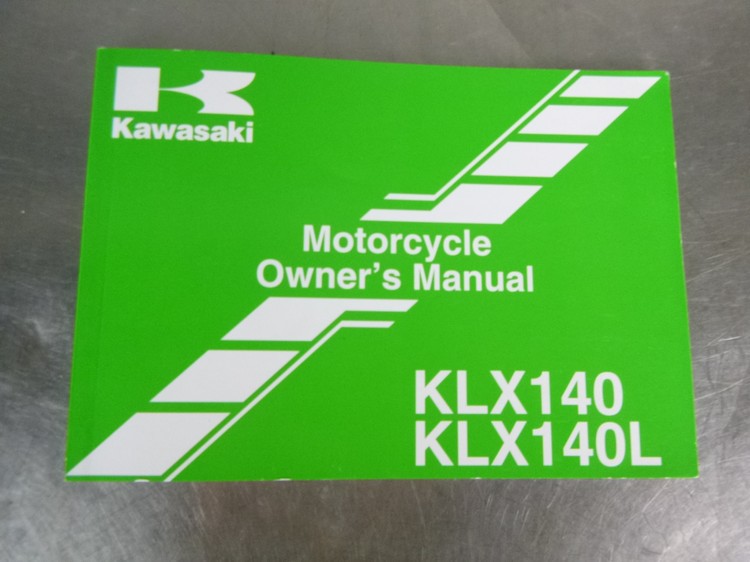 Kawasaki
Motorcycle
Owner's Manual
KLX140
KLX140L